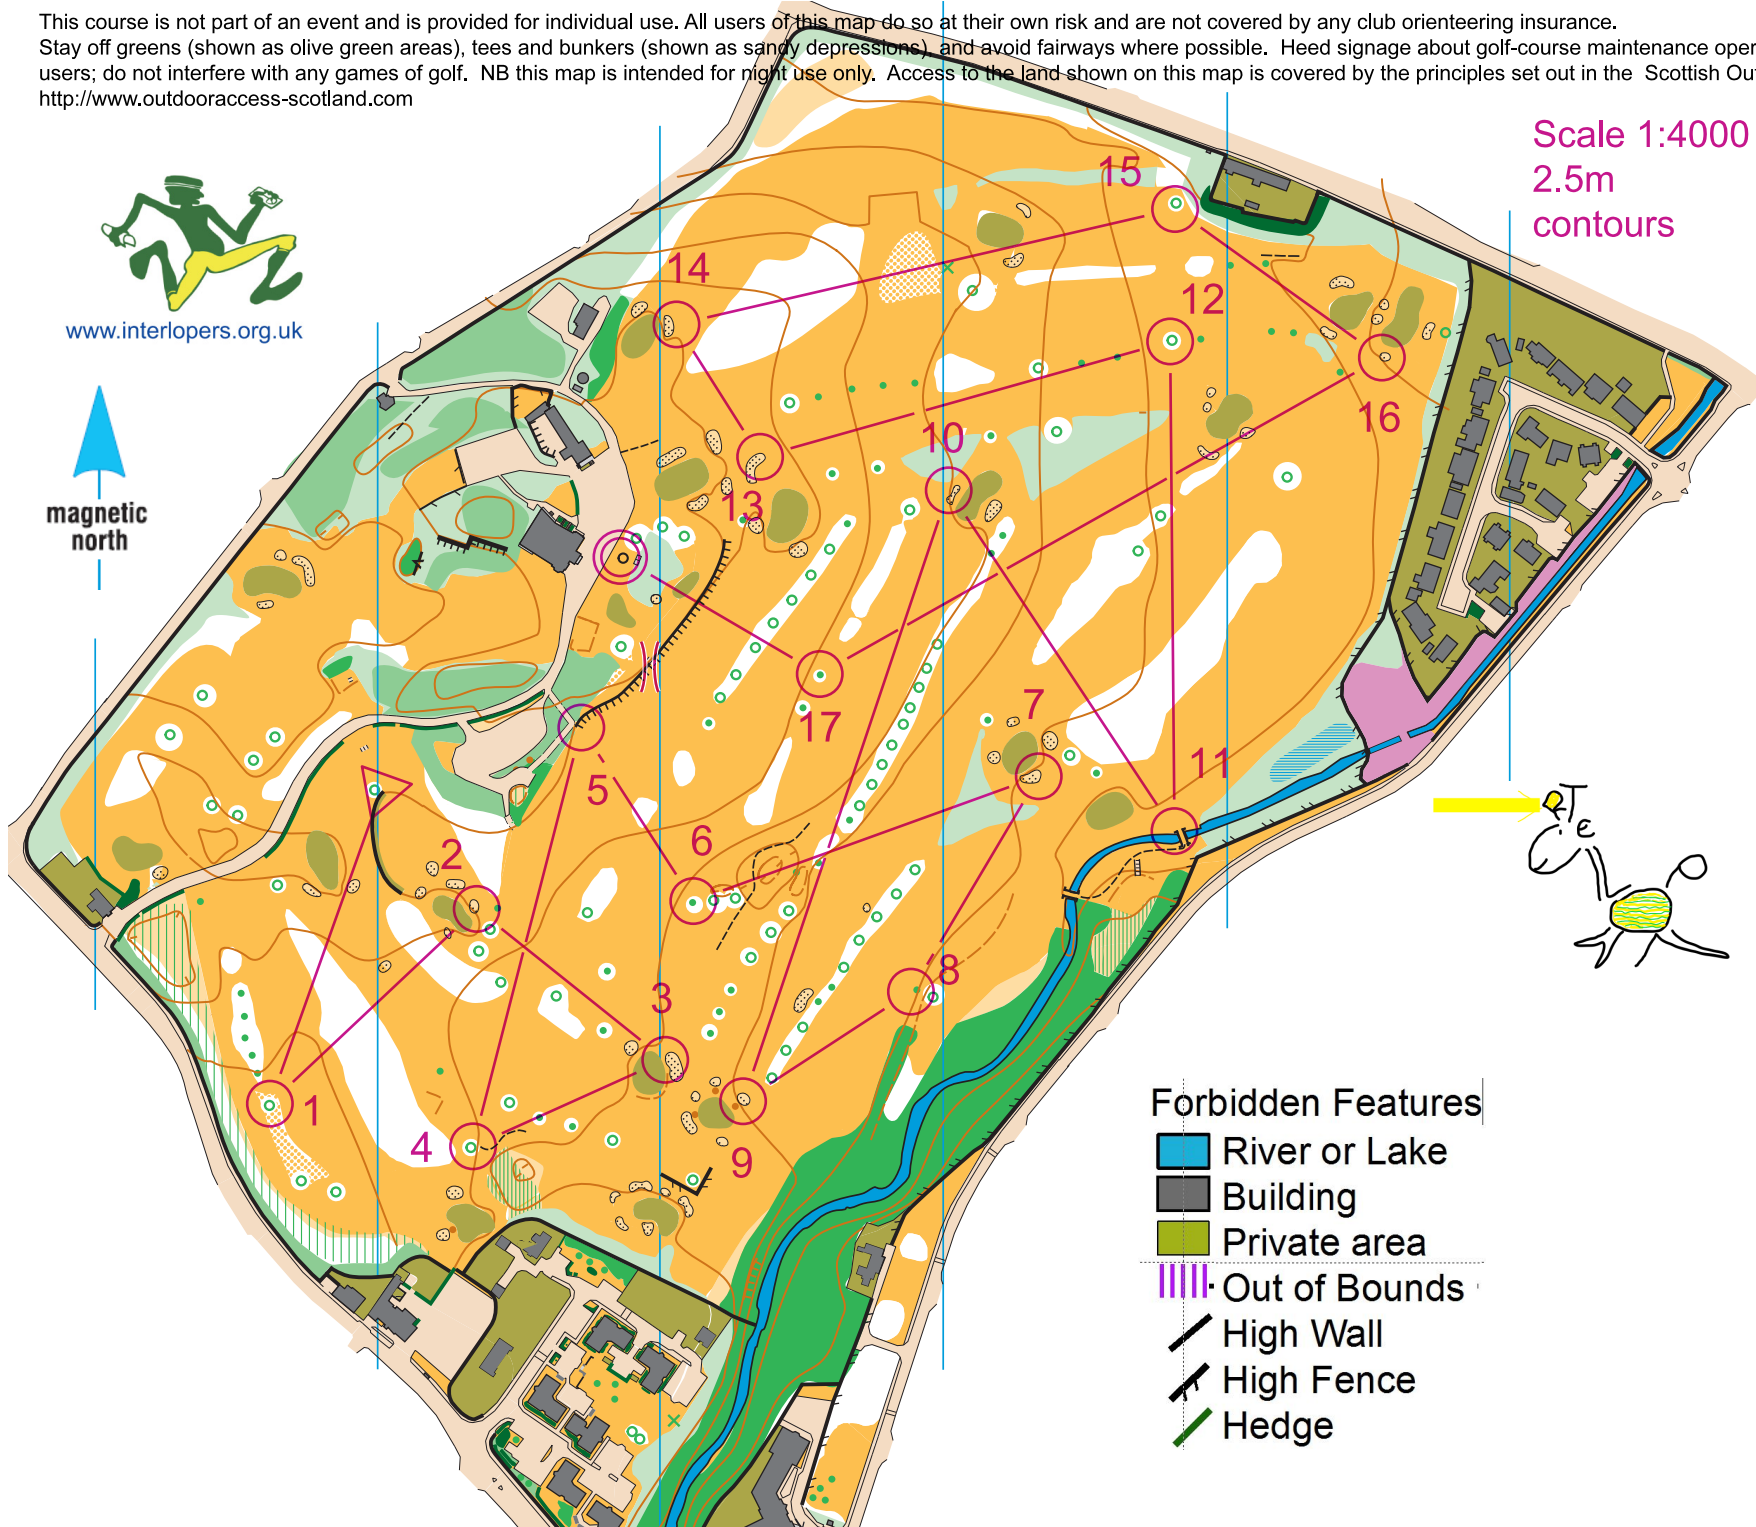 This course is not part of an event and is provided for individual use. All users of this map do so at their own risk and are not covered by any club orienteering insurance.
Stay off greens (shown as olive green areas), tees and bunkers (shown as sandy depressions), and avoid fairways where possible. Heed signage about golf-course maintenance oper
users; do not interfere with any games of golf. NB this map is intended for night use only. Access to the land shown on this map is covered by the principles set out in the Scottish Ou
http://www.outdooraccess-scotland.com
Scale 1:4000
2.5m
contours
www.interlopers.org.uk
magnetic
north
15
14
12
16
10
13
17
7
5
11
6
2
8
3
1
4
9
Forbidden Features
River or Lake
Building
Private area
Out of Bounds
High Wall
High Fence
Hedge